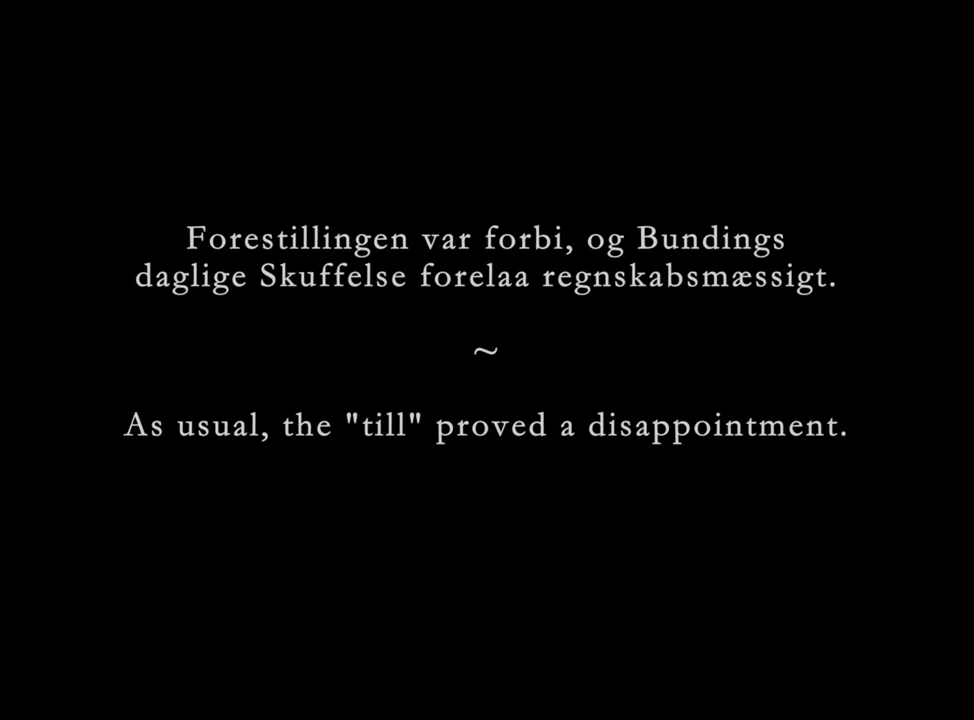 Forestillingen var forbi, og Bundings
daglige Skuffelse forelaa regnskabsmæssigt.
~
As usual, the "till" proved a disappointment.